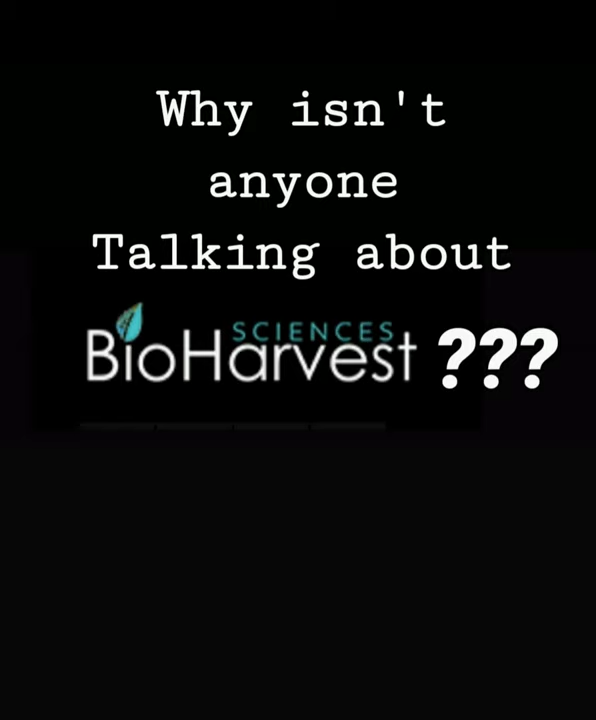 Why isn't
anyone
Talking about
SCIENCES
BioHarvest ???